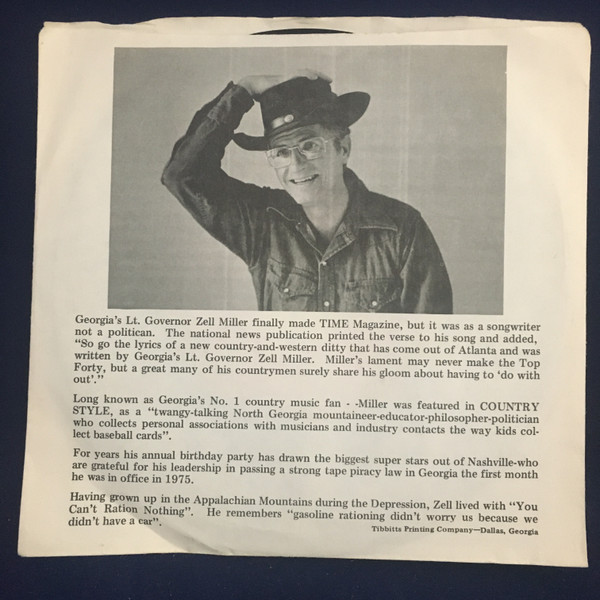 Georgia's Lt. Governor Zell Miller finally made TIME Magazine, but it was as a songwriter
not a politican. The national news publication printed the verse to his song and added,
"So go the lyrics of a new country-and-western ditty that has come out of Atlanta and was
written by Georgia's Lt. Governor Zell Miller. Miller's lament may never make the Top
Forty, but a great many of his countrymen surely share his gloom about having to 'do with
out'."
Long known as Georgia's No. 1 country music fan - -Miller was featured in COUNTRY
STYLE, as a "twangy-talking North Georgia mountaineer-educator-philosopher-politician
who collects personal associations with musicians and industry contacts the way kids col-
lect baseball cards".
For years his annual birthday party has drawn the biggest super stars out of Nashville-who
are grateful for his leadership in passing a strong tape piracy law in Georgia the first month
he was in office in 1975.
Having grown up in the Appalachian Mountains during the Depression, Zell lived with "You
Can't Ration Nothing". He remembers "gasoline rationing didn't worry us because we
didn't have a car".
Tibbitts Printing Company—Dallas, Georgia